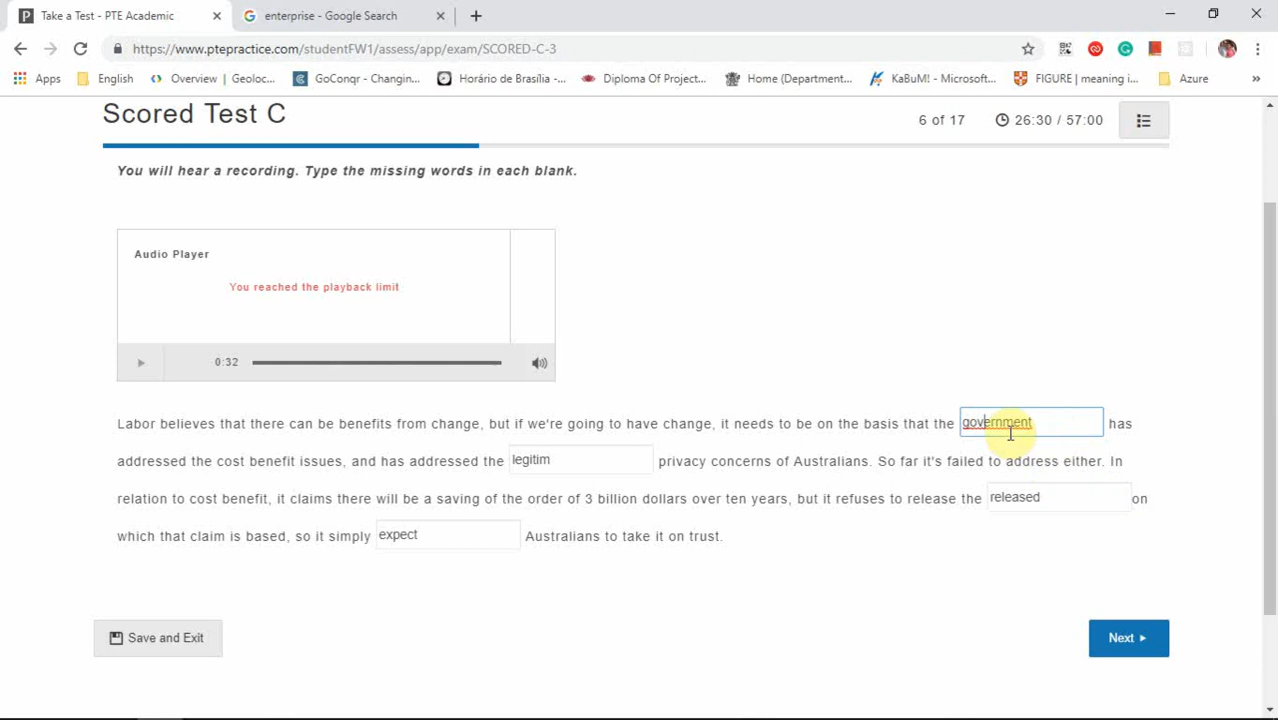 Take a Test - PTE Academic
enterprise - Google Search
https://www.ptepractice.com/studentFW1/assess/app/exam/SCORED-C-3
Apps English Overview | Geoloc... GoConqr - Changin... Horário de Brasília -... Diploma Of Project... Home (Department... KaBuM! - Microsoft... FIGURE | meaning i... Azure
Scored Test C
6 of 17 26:30 / 57:00
You will hear a recording. Type the missing words in each blank.
Audio Player
You reached the playback limit
0:32
Labor believes that there can be benefits from change, but if we're going to have change, it needs to be on the basis that the government has
addressed the cost benefit issues, and has addressed the legitim privacy concerns of Australians. So far it's failed to address either. In
relation to cost benefit, it claims there will be a saving of the order of 3 billion dollars over ten years, but it refuses to release the released on
which that claim is based, so it simply expect Australians to take it on trust.
Save and Exit
Next